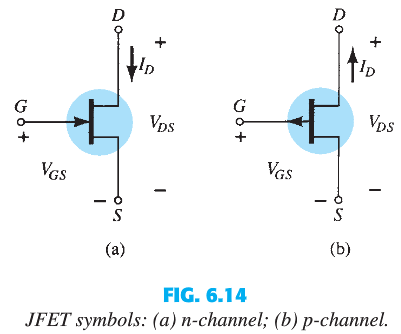 D D
+ +
I_D I_D
G G
+ V_DS + V_DS
V_GS V_GS
– – – –
S S
(a) (b)
FIG. 6.14
JFET symbols: (a) n-channel; (b) p-channel.